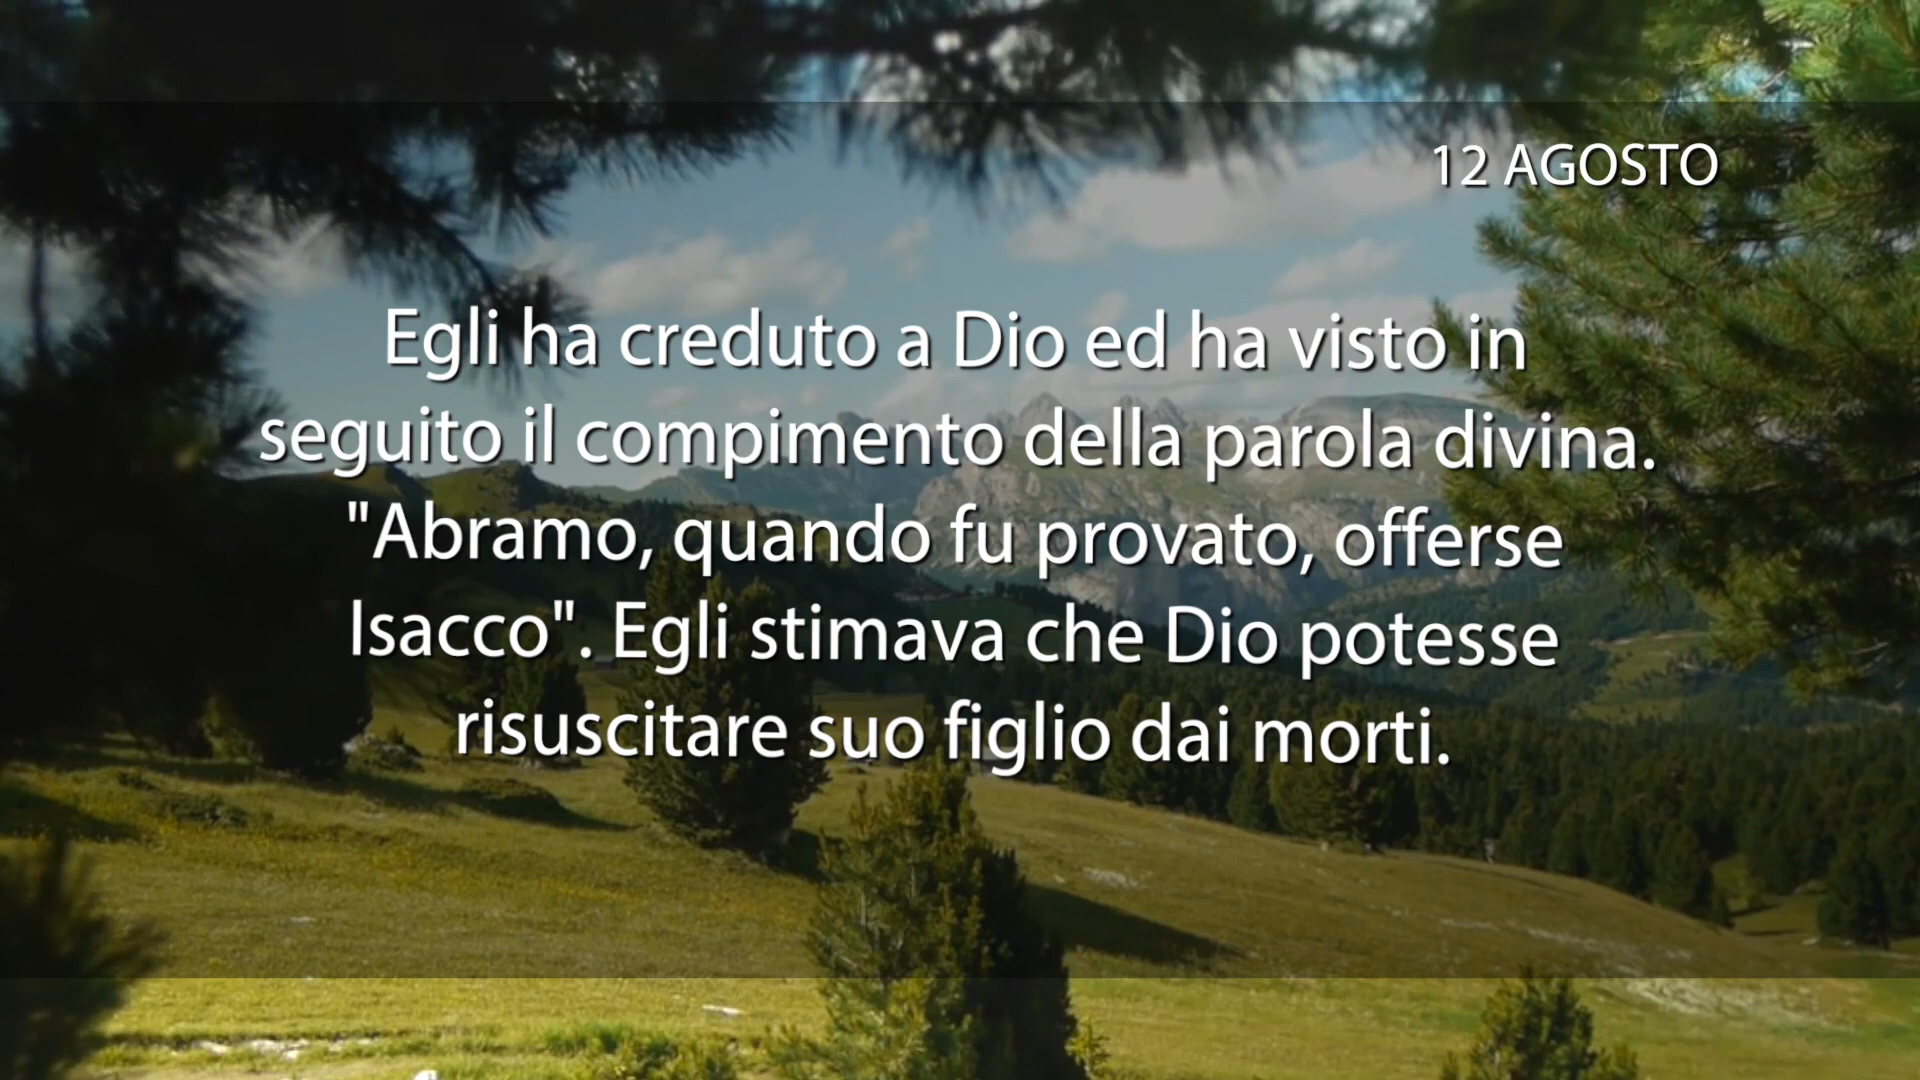 12 AGOSTO
Egli ha creduto a Dio ed ha visto in
seguito il compimento della parola divina.
"Abramo, quando fu provato, offerse
Isacco". Egli stimava che Dio potesse
risuscitare suo figlio dai morti.